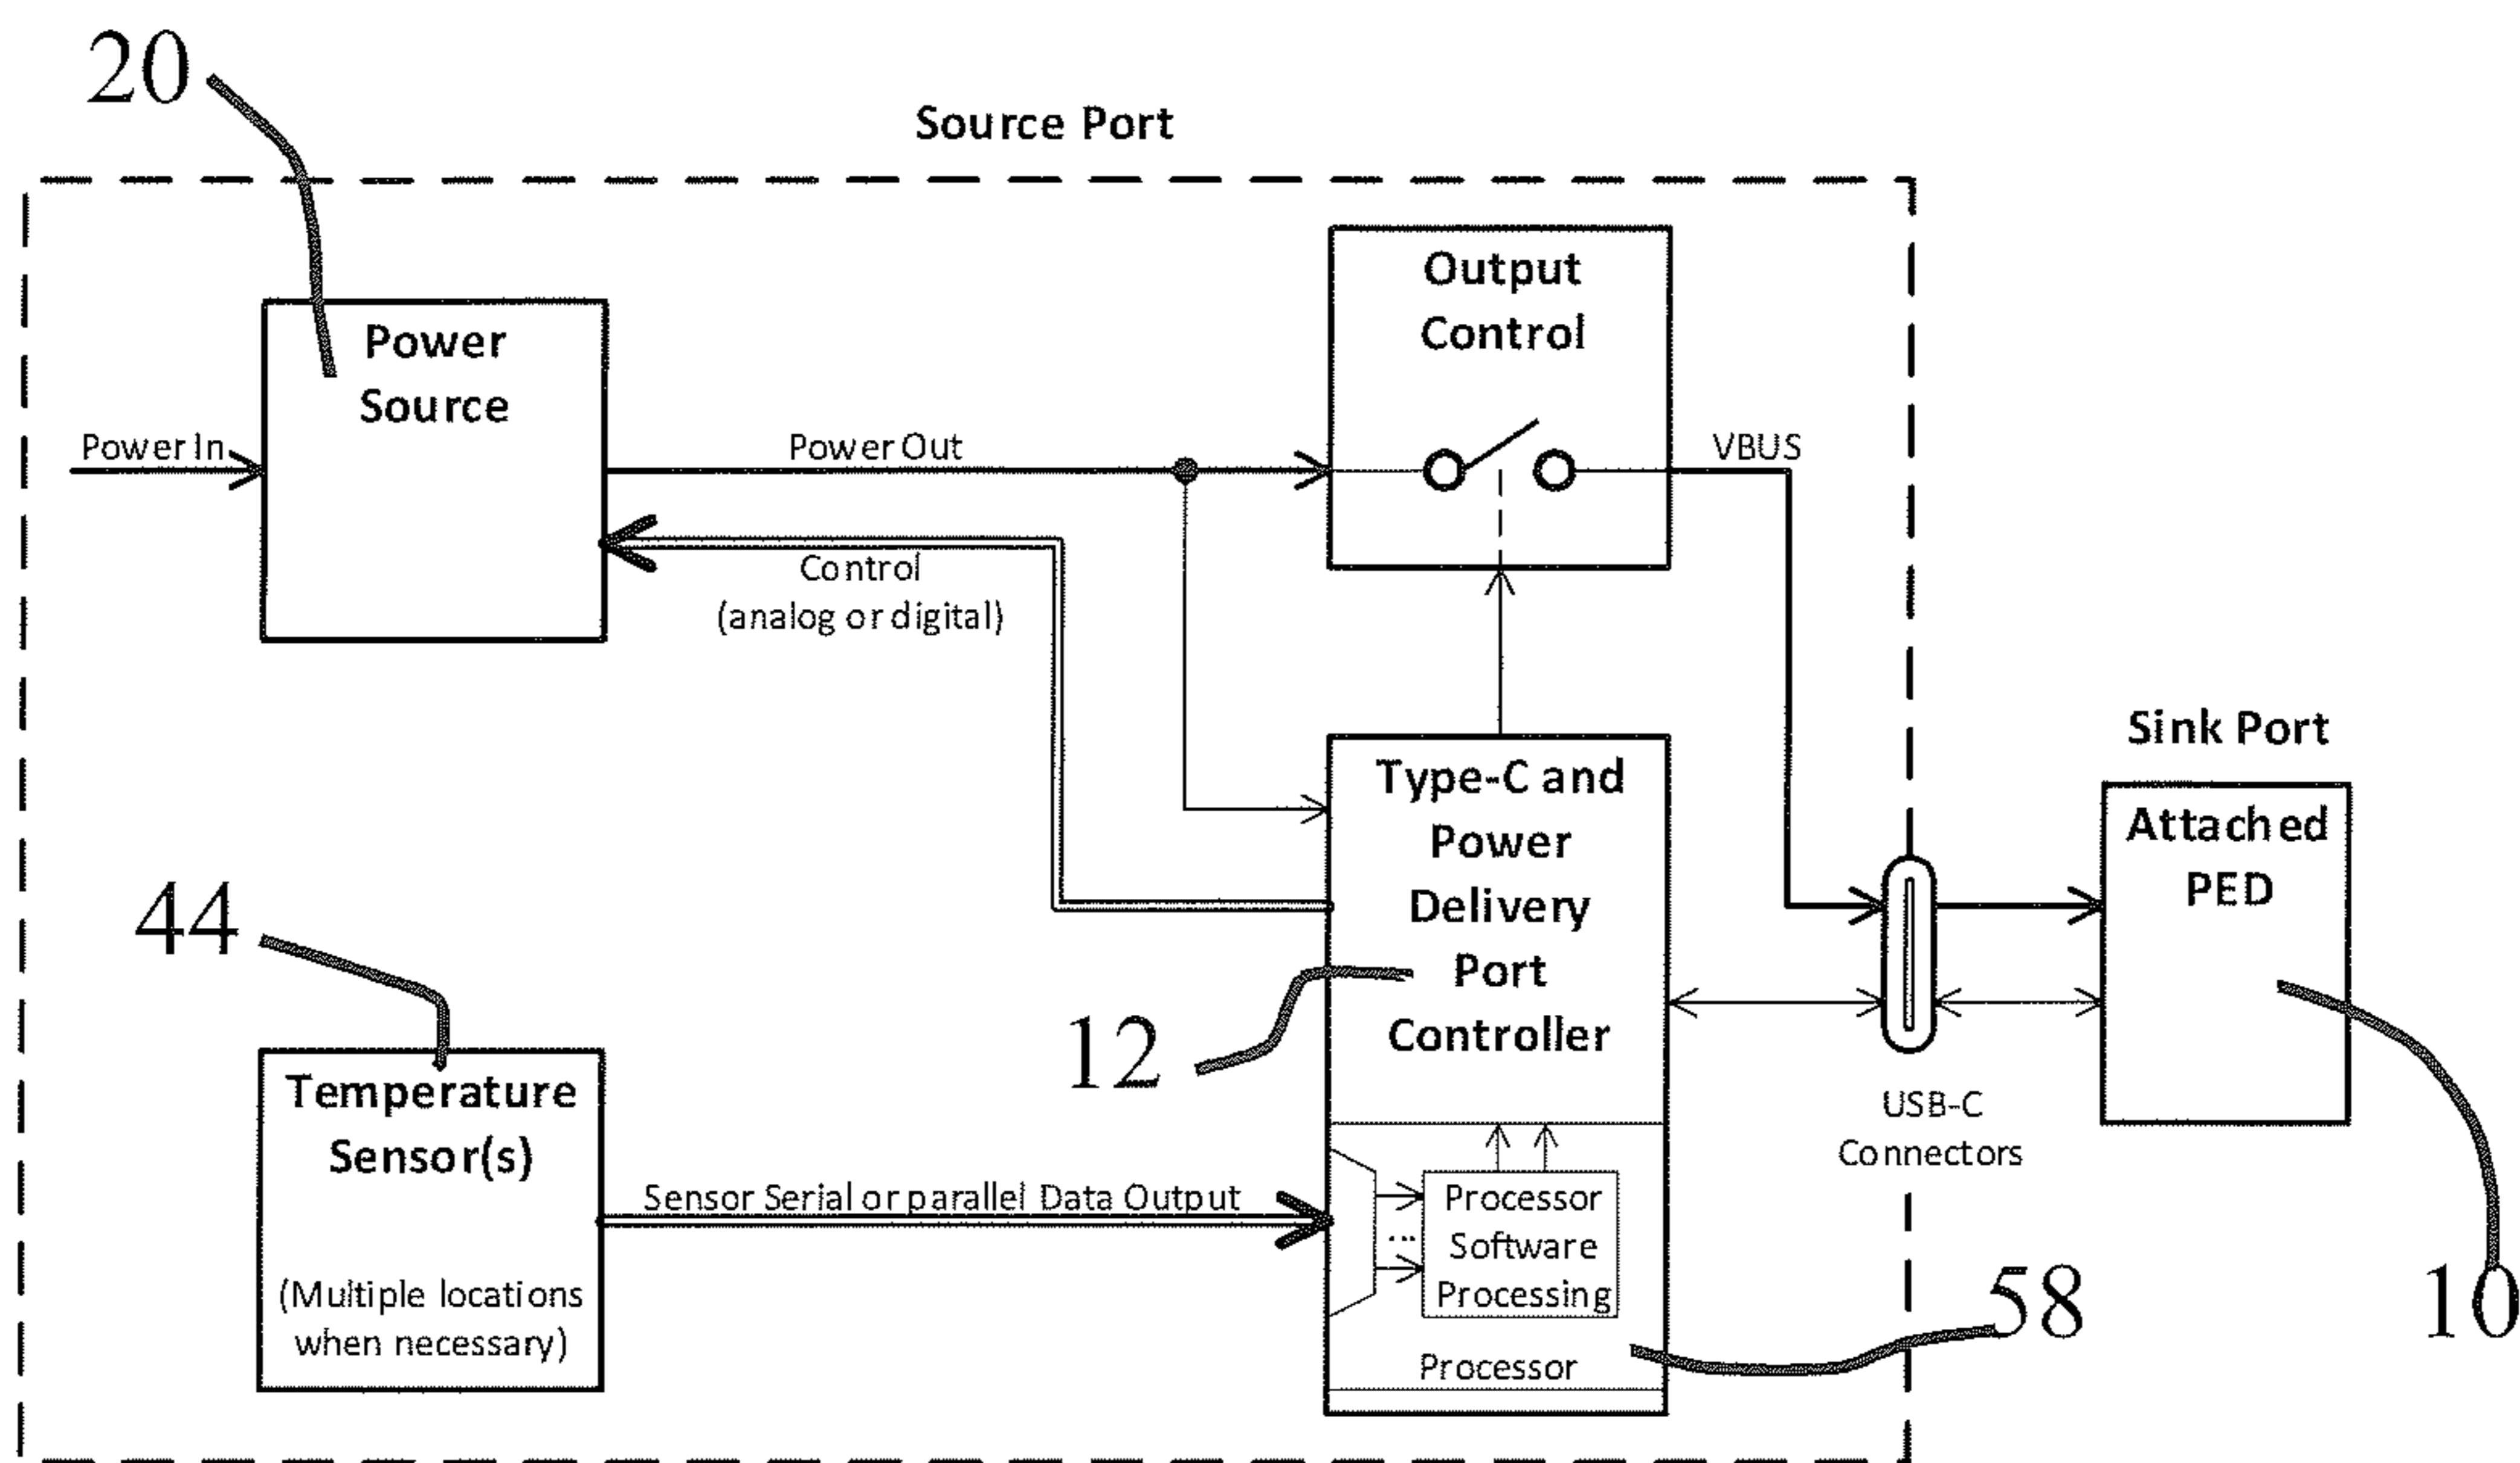 20
Source Port
Power
Source
Power In
Power Out
Control
(analog or digital)
Output
Control
VBUS
Type-C and
Power
Delivery
Port
Controller
12
Sink Port
Attached
PED
10
USB-C
Connectors
44
Temperature
Sensor(s)
(Multiple locations
when necessary)
Sensor Serial or parallel Data Output
...
Processor
Software
Processing
Processor
58